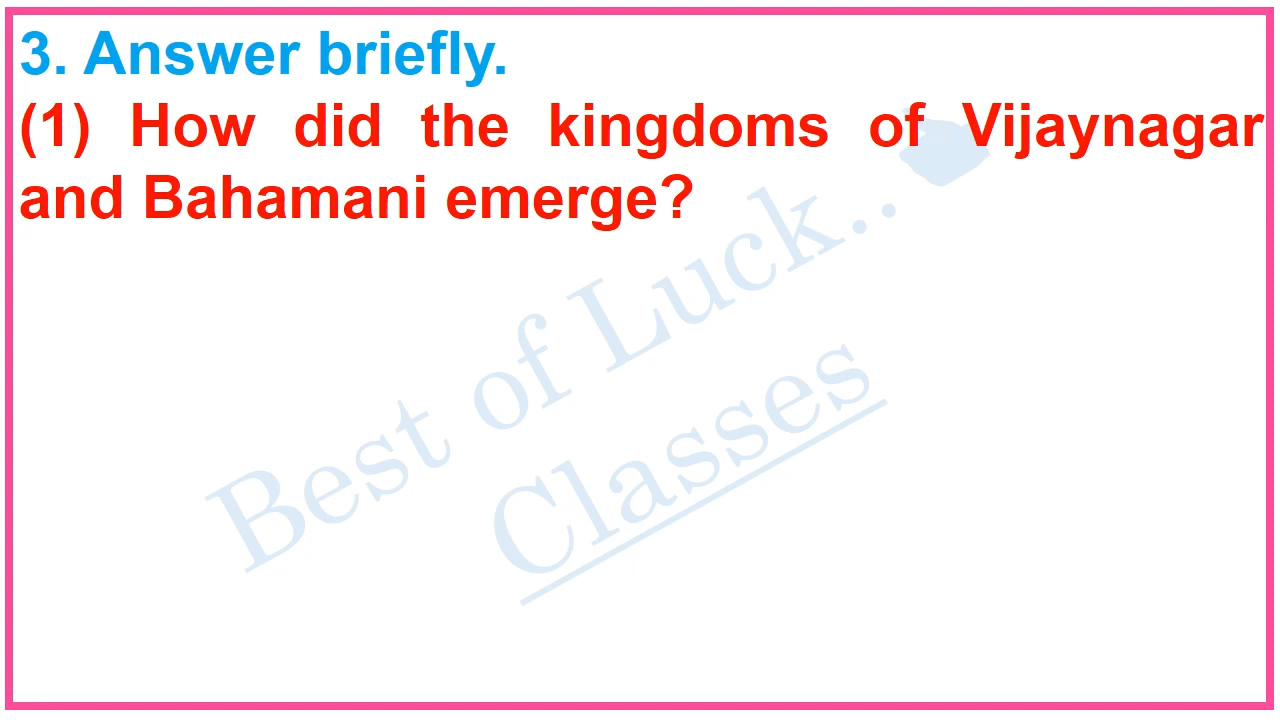 3. Answer briefly.
(1) How did the kingdoms of Vijaynagar
and Bahamani emerge?
Best of Luck...
Classes